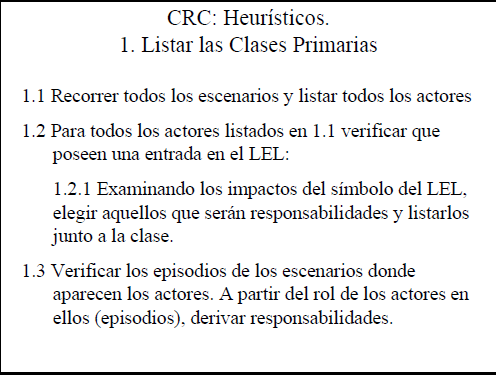 CRC: Heurísticos.
1. Listar las Clases Primarias
1.1 Recorrer todos los escenarios y listar todos los actores
1.2 Para todos los actores listados en 1.1 verificar que
poseen una entrada en el LEL:
1.2.1 Examinando los impactos del símbolo del LEL,
elegir aquellos que serán responsabilidades y listarlos
junto a la clase.
1.3 Verificar los episodios de los escenarios donde
aparecen los actores. A partir del rol de los actores en
ellos (episodios), derivar responsabilidades.